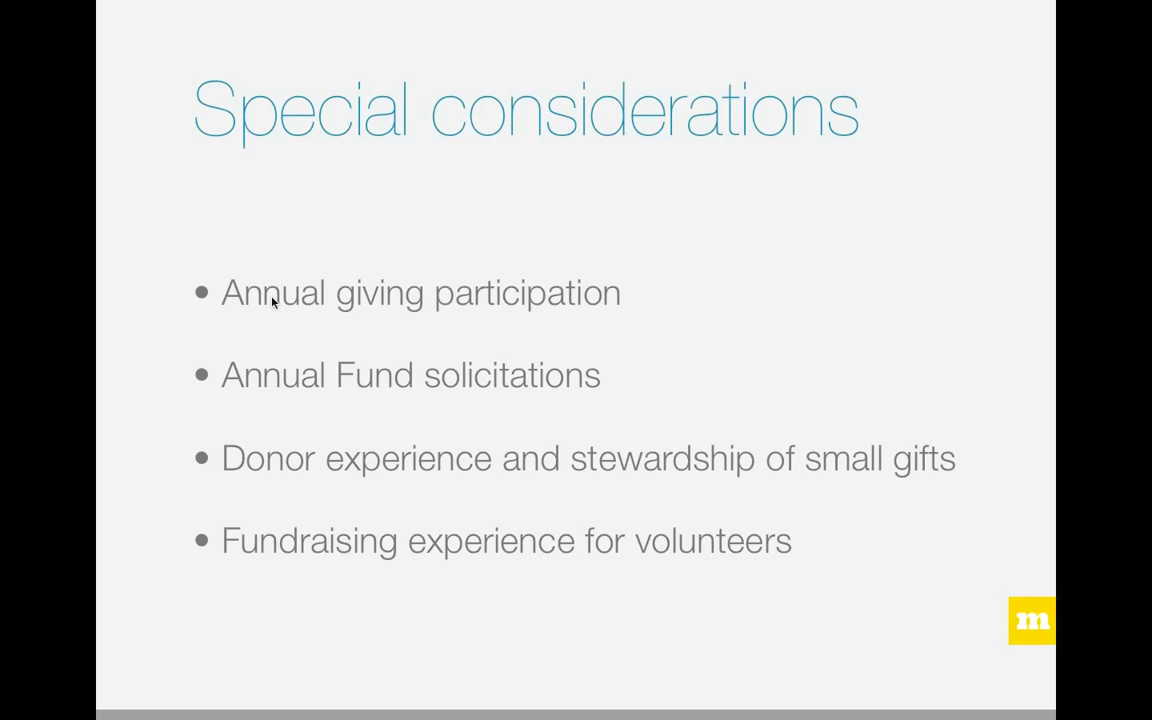 Special considerations
• Annual giving participation
• Annual Fund solicitations
• Donor experience and stewardship of small gifts
• Fundraising experience for volunteers
m